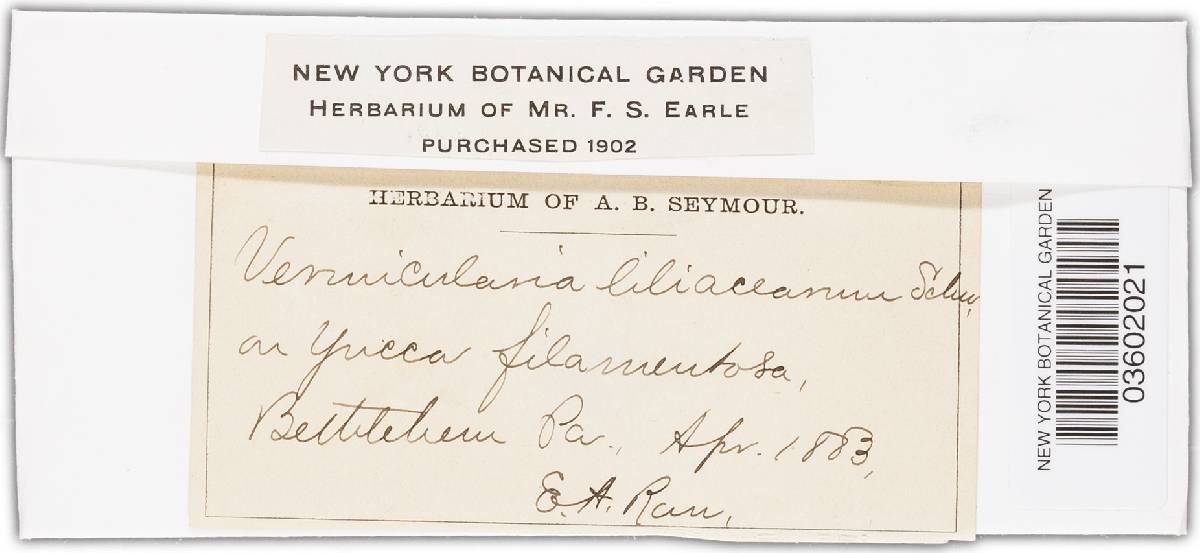 NEW YORK BOTANICAL GARDEN
HERBARIUM OF MR. F. S. EARLE
PURCHASED 1902
HERBARIUM OF A. B. SEYMOUR.
Vermicularia liliacearum Schw,
on Yucca filamentosa,
Bethlehem Pa., Apr. 1883,
E. A. Rau,
NEW YORK BOTANICAL GARDEN
03602021